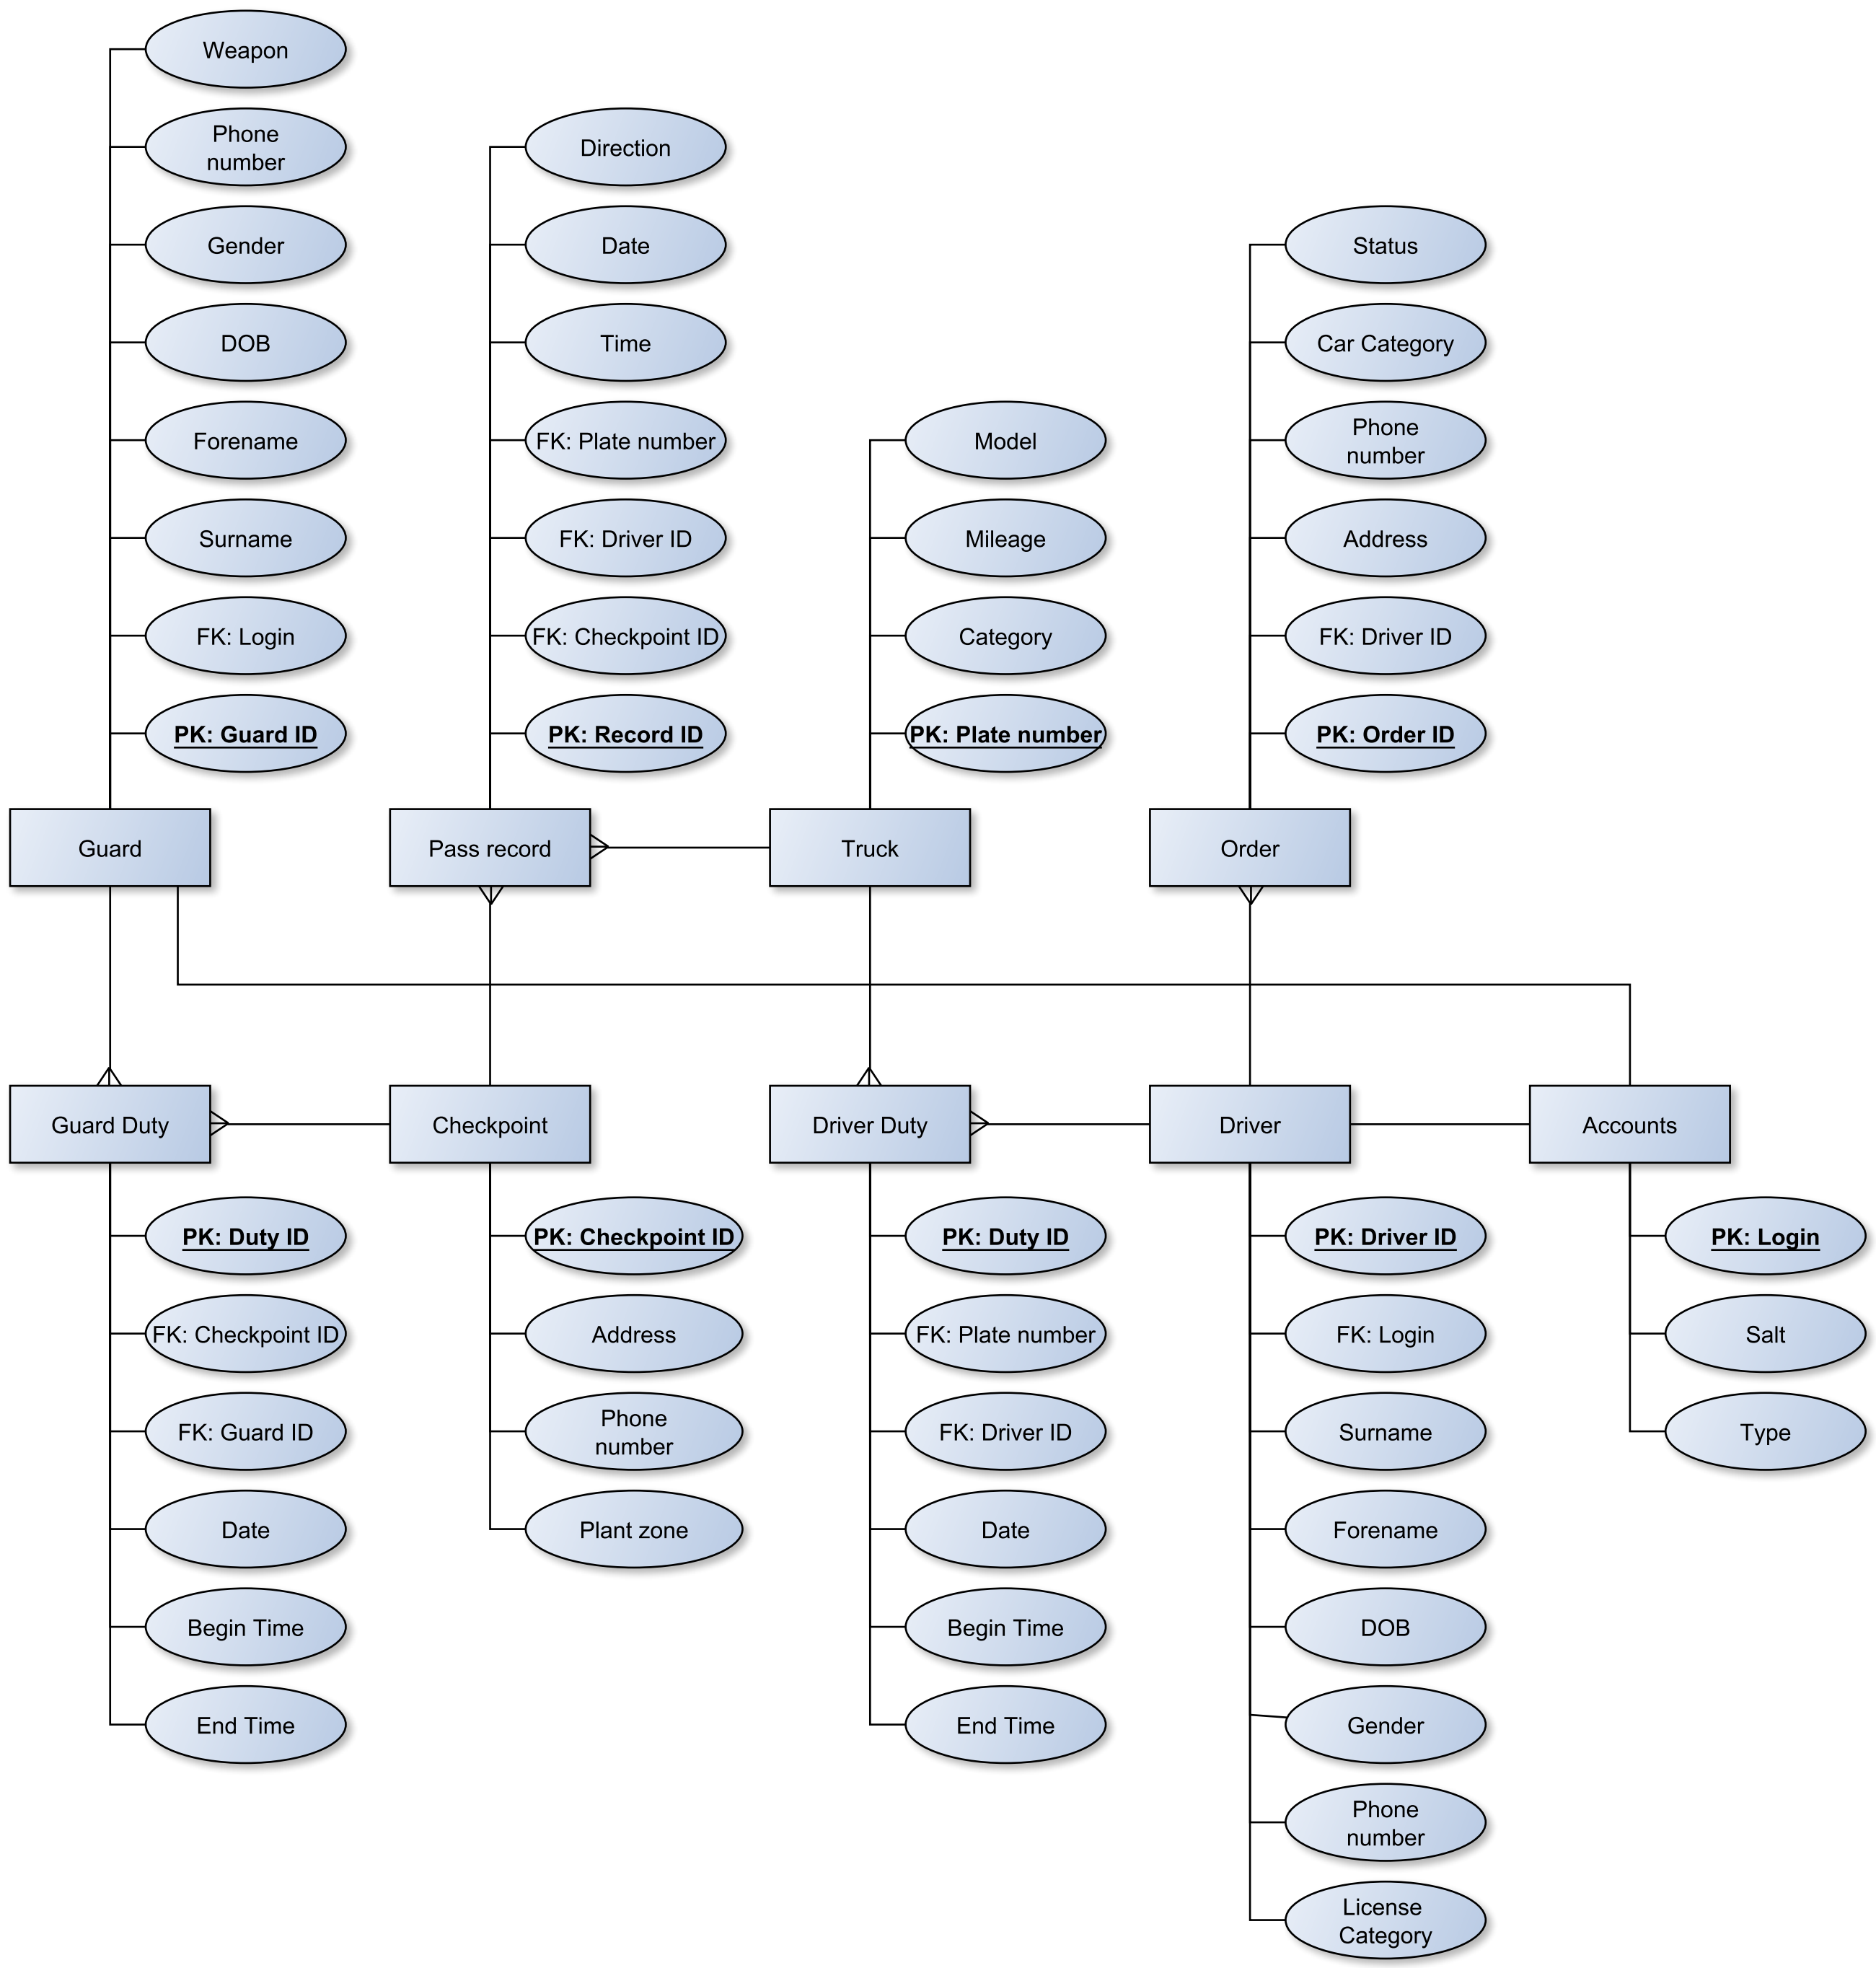 Weapon
Phone
number
Gender
DOB
Forename
Surname
FK: Login
PK: Guard ID
Guard
Direction
Date
Time
FK: Plate number
FK: Driver ID
FK: Checkpoint ID
PK: Record ID
Pass record
Model
Mileage
Category
PK: Plate number
Truck
Status
Car Category
Phone
number
Address
FK: Driver ID
PK: Order ID
Order
Guard Duty
PK: Duty ID
FK: Checkpoint ID
FK: Guard ID
Date
Begin Time
End Time
Checkpoint
PK: Checkpoint ID
Address
Phone
number
Plant zone
Driver Duty
PK: Duty ID
FK: Plate number
FK: Driver ID
Date
Begin Time
End Time
Driver
PK: Driver ID
FK: Login
Surname
Forename
DOB
Gender
Phone
number
License
Category
Accounts
PK: Login
Salt
Type